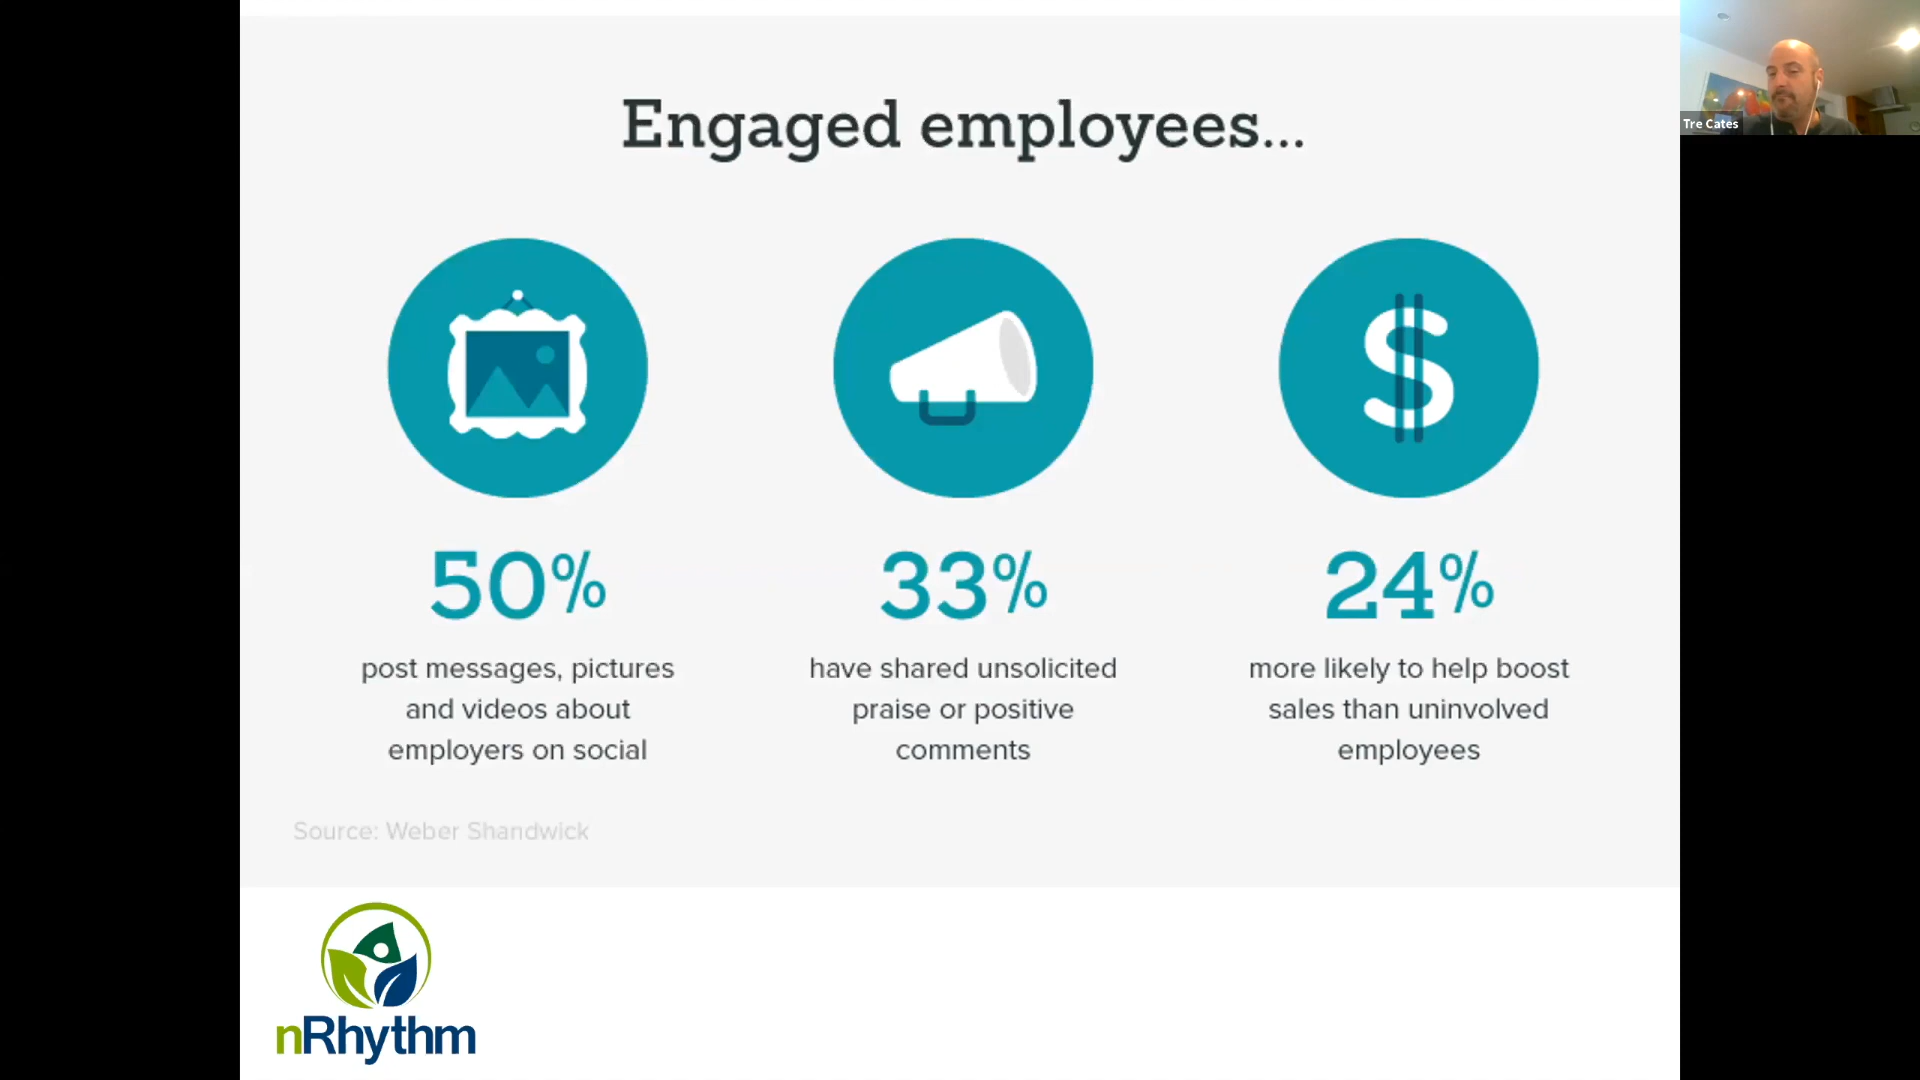 Engaged employees...
Tre Cates
50%
post messages, pictures
and videos about
employers on social
33%
have shared unsolicited
praise or positive
comments
24%
more likely to help boost
sales than uninvolved
employees
Source: Weber Shandwick
nRhythm